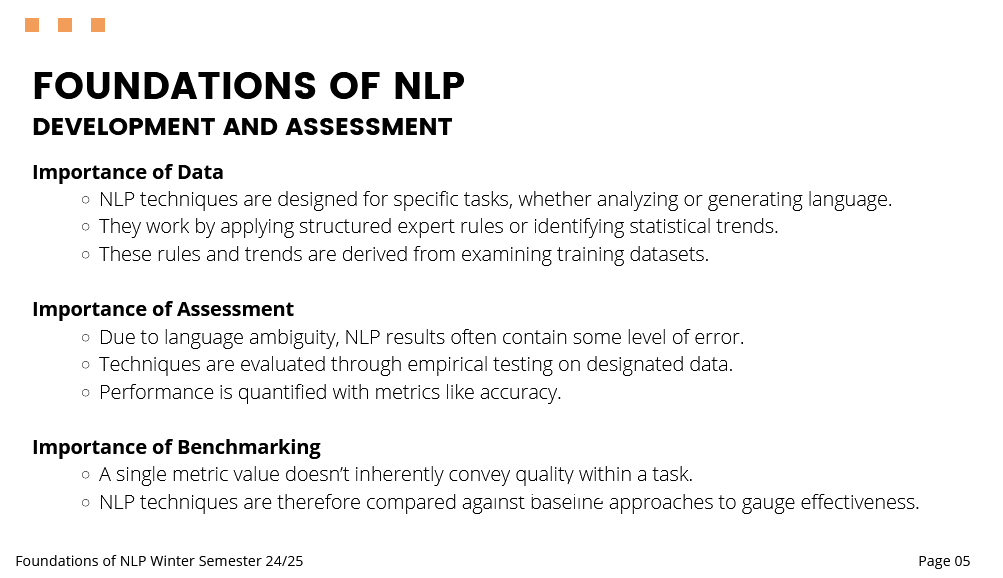 FOUNDATIONS OF NLP
DEVELOPMENT AND ASSESSMENT
Importance of Data
○ NLP techniques are designed for specific tasks, whether analyzing or generating language.
○ They work by applying structured expert rules or identifying statistical trends.
○ These rules and trends are derived from examining training datasets.
Importance of Assessment
○ Due to language ambiguity, NLP results often contain some level of error.
○ Techniques are evaluated through empirical testing on designated data.
○ Performance is quantified with metrics like accuracy.
Importance of Benchmarking
○ A single metric value doesn’t inherently convey quality within a task.
○ NLP techniques are therefore compared against baseline approaches to gauge effectiveness.
Foundations of NLP Winter Semester 24/25
Page 05